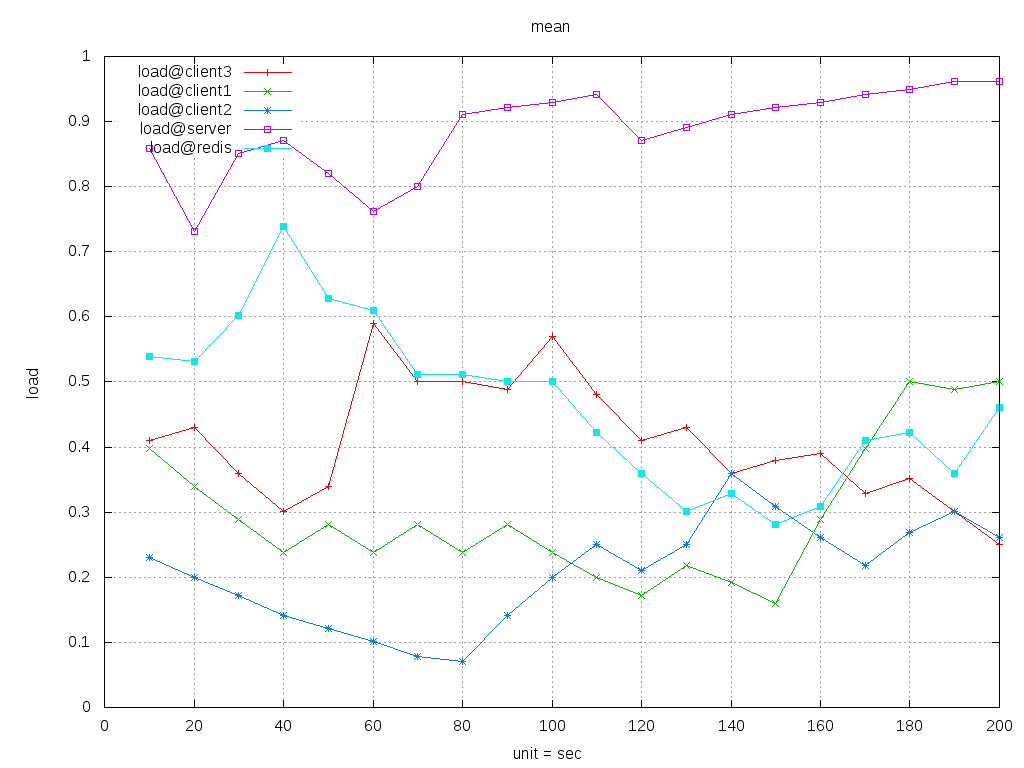 mean
1
load@client3
load@client1
0.9
load@client2
load@server
load@redis
0.8
0.7
0.6
0.5
load
0.4
0.3
0.2
0.1
0
0 20 40 60 80 100 120 140 160 180 200
unit = sec